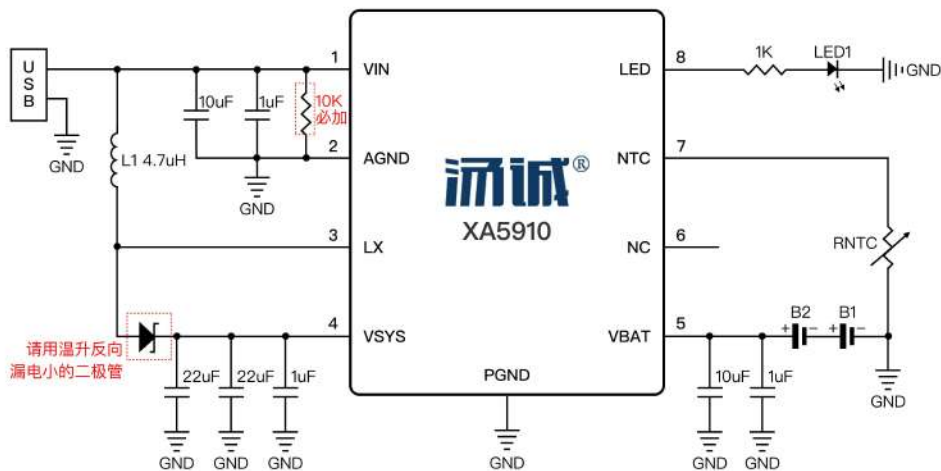 USB
GND
L1 4.7uH
10uF
1uF
10K
必加
GND
请用温升反向
漏电小的二极管
22uF
22uF
1uF
GND
GND
GND
1
VIN
2
AGND
3
LX
4
VSYS
汤诚®
XA5910
PGND
GND
LED
8
NTC
7
NC
6
VBAT
5
1K
LED1
GND
RNTC
B2
B1
+
-
+
-
10uF
1uF
GND
GND
GND